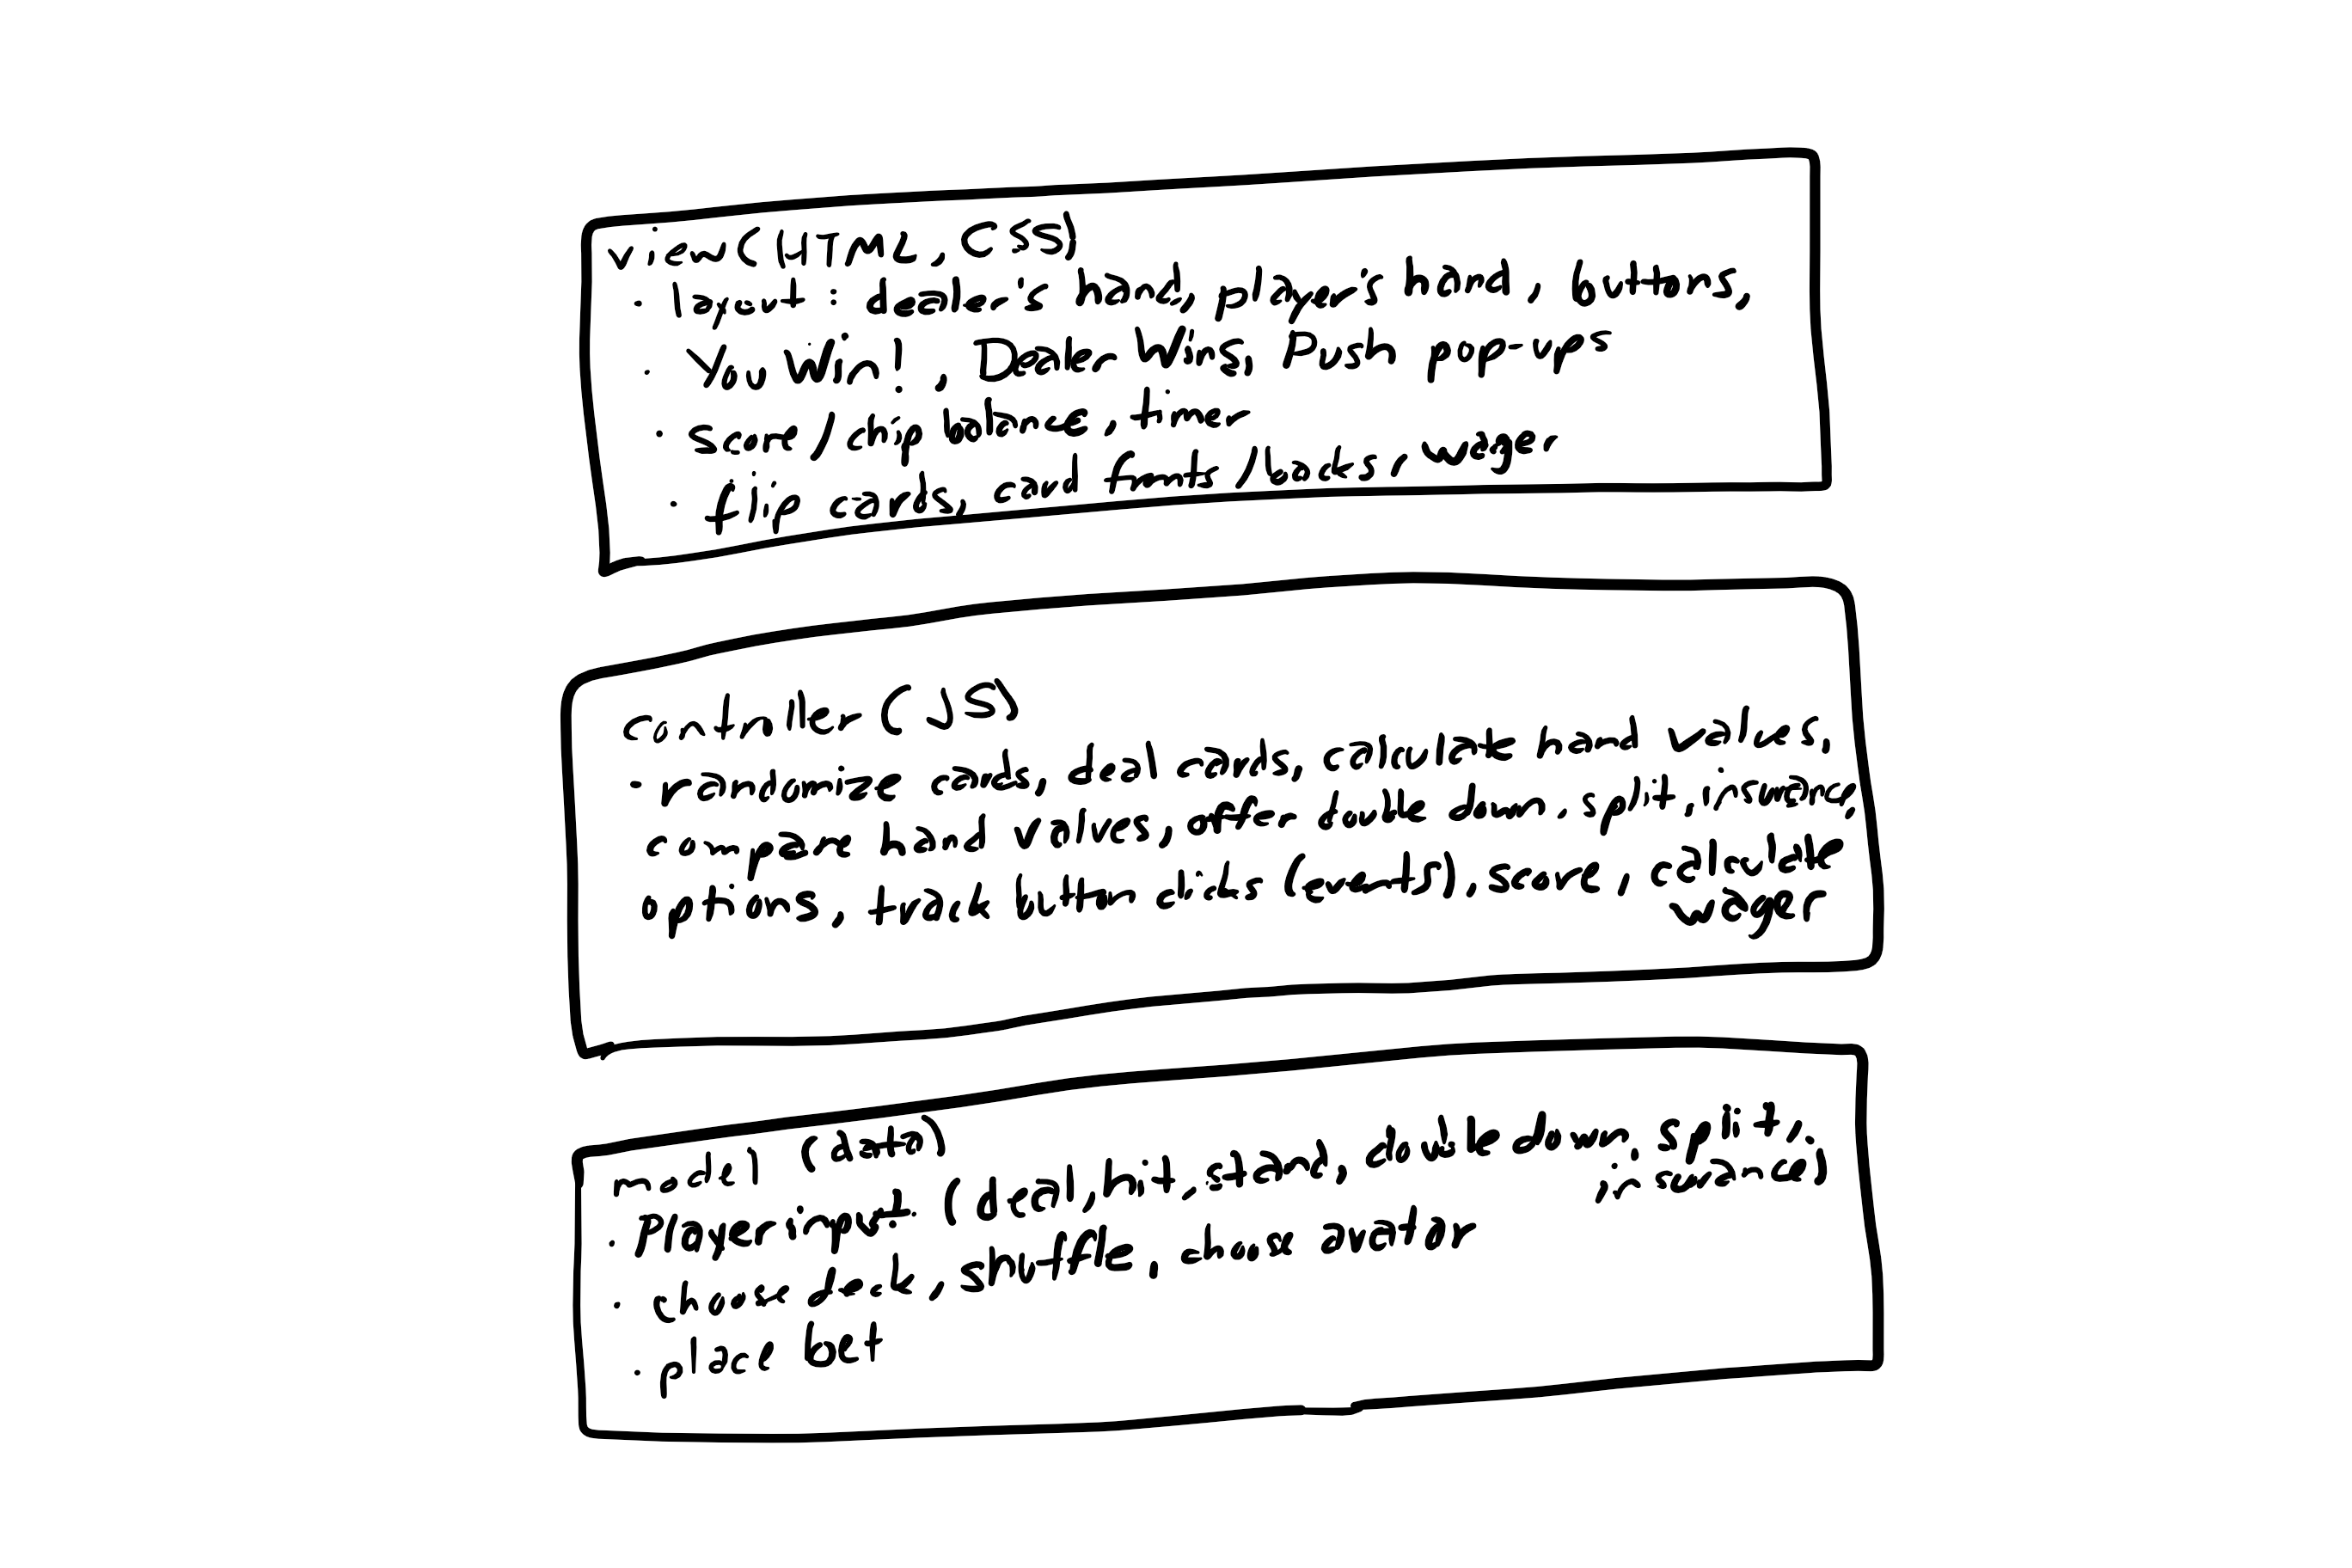 view (HTML, CSS)
· layout : dealer's hand, player's hand, buttons,
· You Win!, Dealer Wins, Push pop-ups
· score/chip balance, timer
· flip cards, card fronts/backs, wager
controller (JS)
· randomize cards, deal cards, calculate hand values,
compare hand values, offer double down, split, insurance
options, track button clicks (events), score, calculate
wager
model (data)
· Player input: (deal, hit, stand, double down, split,
insurance)
· choose deck, shuffle, choose avatar
· place bet